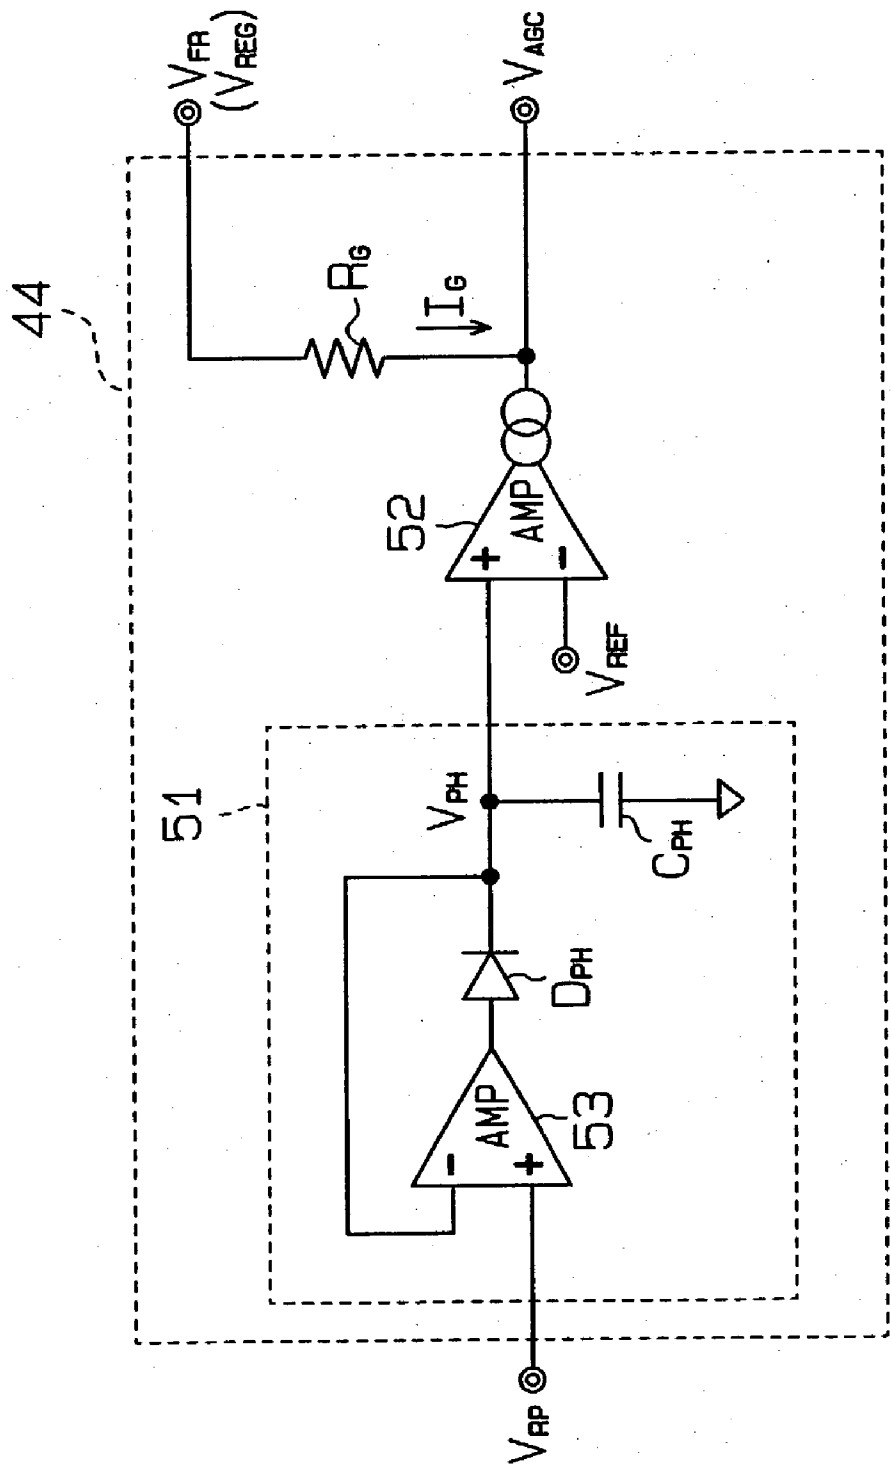 44
V_FR
(V_REG)
R_G
I_G
V_AGC
52
AMP
+
-
V_REF
51
V_PH
C_PH
D_PH
AMP
-
+
53
V_RP